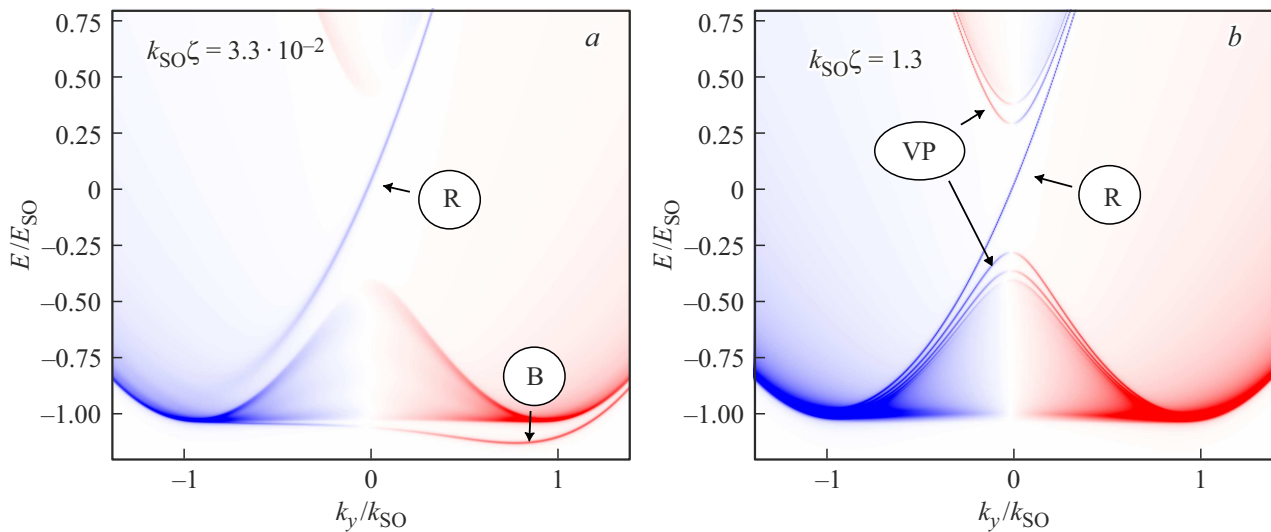 a
k_SO ζ = 3.3 · 10^–2
E/E_SO
0.75
0.50
0.25
0
–0.25
–0.50
–0.75
–1.00
R
B
–1 0 1
k_y/k_SO
b
k_SO ζ = 1.3
E/E_SO
0.75
0.50
0.25
0
–0.25
–0.50
–0.75
–1.00
VP
R
–1 0 1
k_y/k_SO